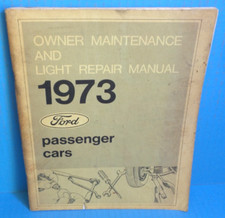 OWNER MAINTENANCE
AND
LIGHT REPAIR MANUAL
1973
Ford
passenger
cars